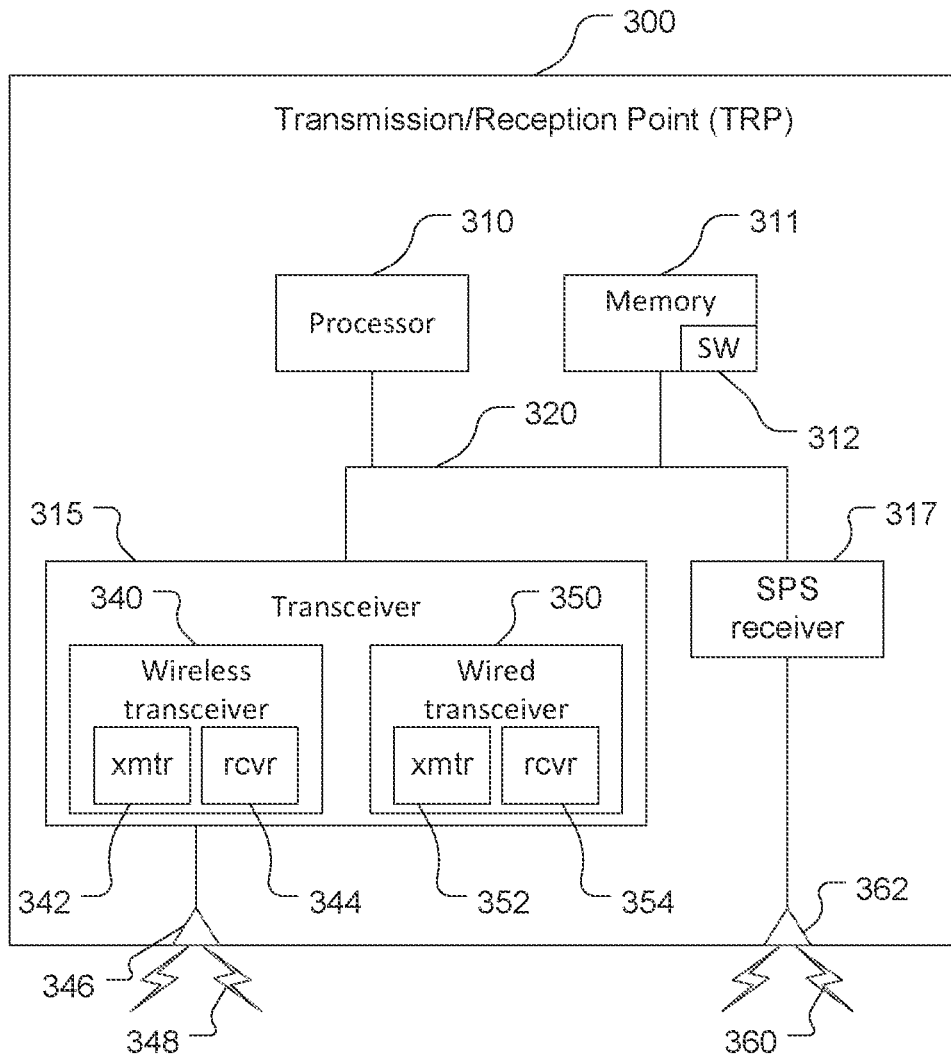 300
Transmission/Reception Point (TRP)
310
311
Processor
Memory
SW
320
312
315
317
340
Transceiver
350
SPS
receiver
Wireless
transceiver
Wired
transceiver
xmtr
rcvr
xmtr
rcvr
342
344
352
354
362
346
348
360